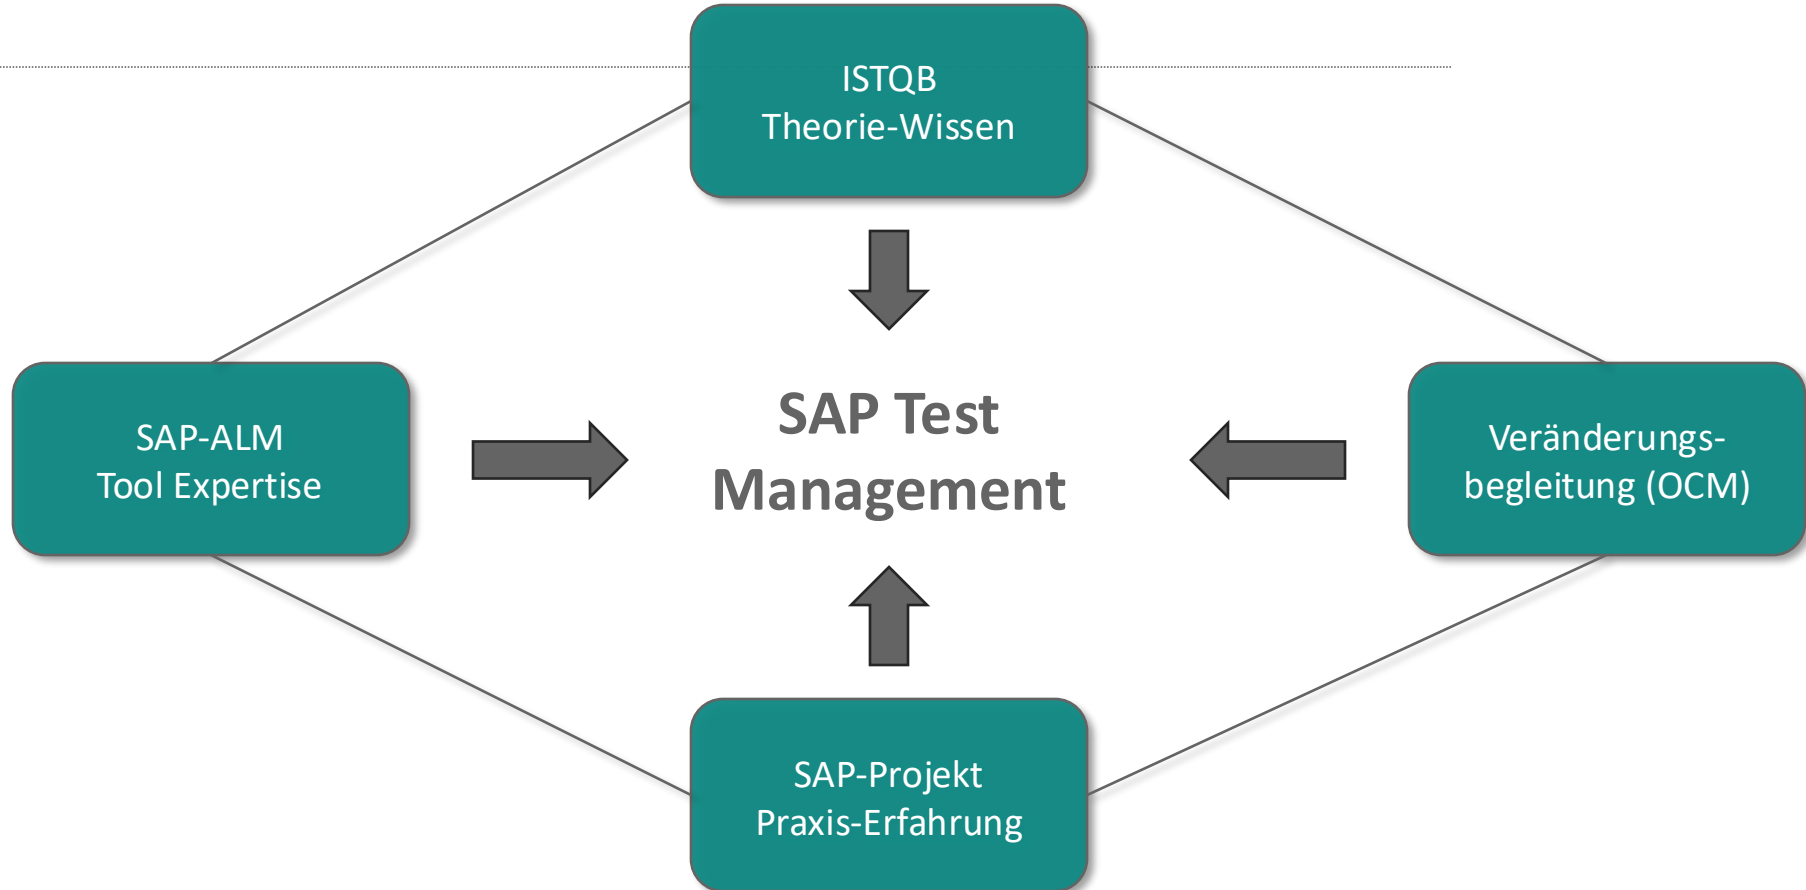 ISTQB
Theorie-Wissen
SAP-ALM
Tool Expertise
SAP Test
Management
Veränderungs-
begleitung (OCM)
SAP-Projekt
Praxis-Erfahrung